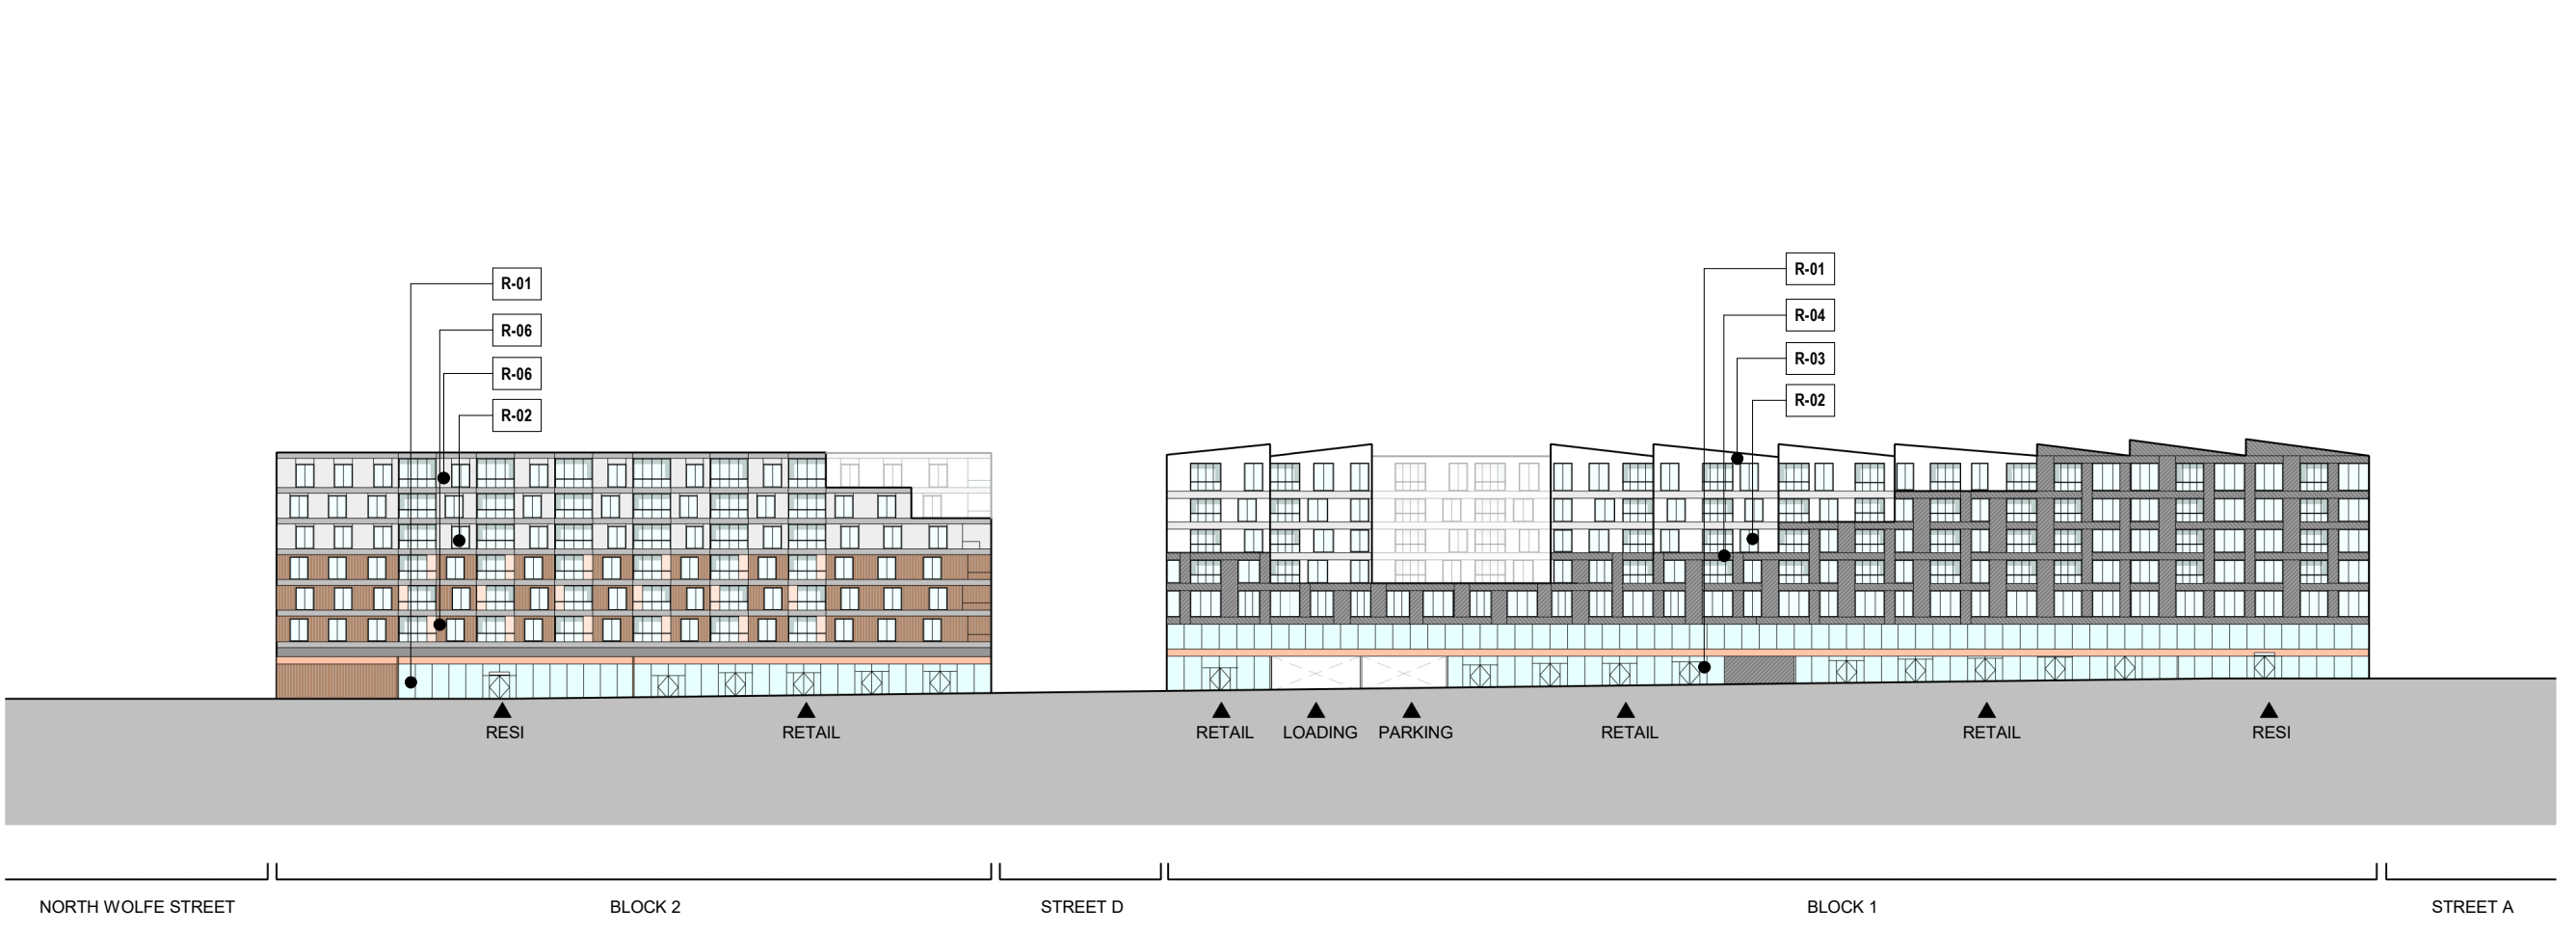 R-01
R-06
R-06
R-02
R-01
R-04
R-03
R-02
RESI
RETAIL
RETAIL
LOADING
PARKING
RETAIL
RETAIL
RESI
NORTH WOLFE STREET
BLOCK 2
STREET D
BLOCK 1
STREET A